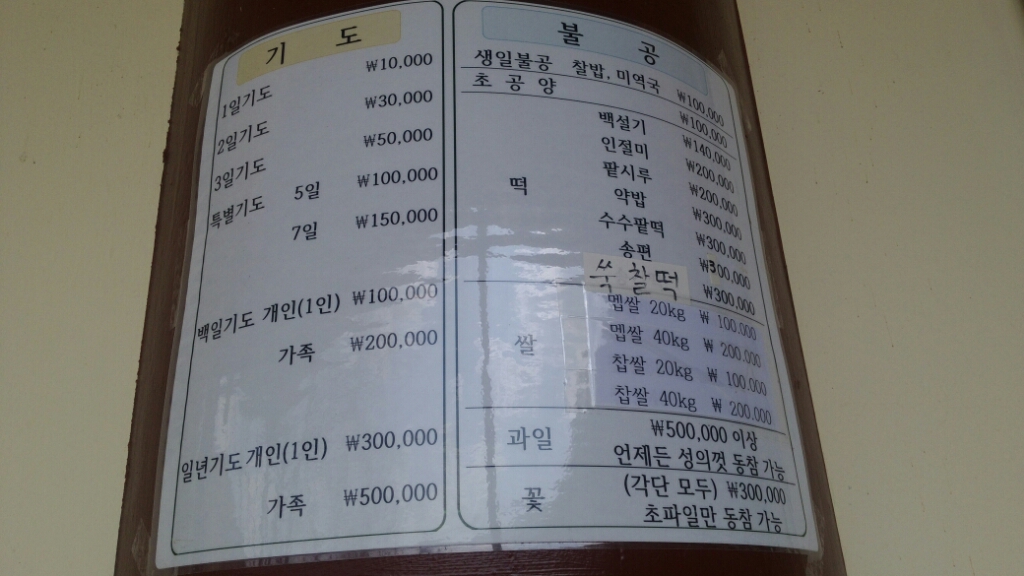 기 도
1일기도 ₩10,000
2일기도 ₩30,000
3일기도 ₩50,000
특별기도 5일 ₩100,000
7일 ₩150,000
백일기도 개인(1인) ₩100,000
가족 ₩200,000
일년기도 개인(1인) ₩300,000
가족 ₩500,000
불 공
생일불공 찰밥, 미역국 ₩100,000
초 공 양 ₩100,000
떡
백설기 ₩140,000
인절미 ₩200,000
팥시루 ₩200,000
약밥 ₩300,000
수수팥떡 ₩300,000
송편 ₩300,000
쑥찰떡 ₩300,000
쌀
멥쌀 20kg ₩ 100.000
멥쌀 40kg ₩ 200.000
찹쌀 20kg ₩ 100.000
찹쌀 40kg ₩ 200.000
과일 ₩500,000 이상
언제든 성의껏 동참 가능
꽃 (각단 모두) ₩300,000
초파일만 동참 가능